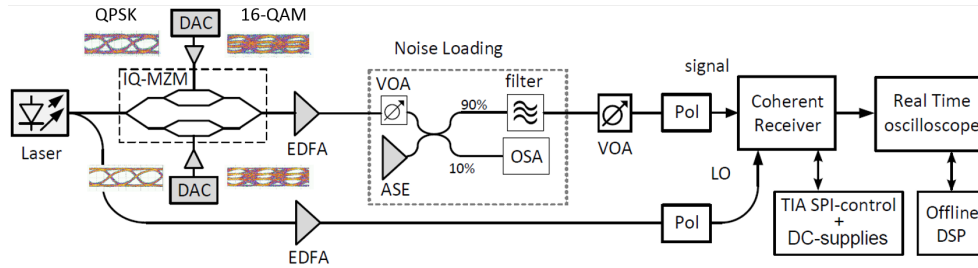 QPSK
DAC
16-QAM
IQ-MZM
Laser
DAC
EDFA
Noise Loading
VOA
ASE
90%
10%
filter
OSA
VOA
signal
Pol
LO
Coherent
Receiver
Real Time
oscilloscope
EDFA
Pol
TIA SPI-control
+
DC-supplies
Offline
DSP